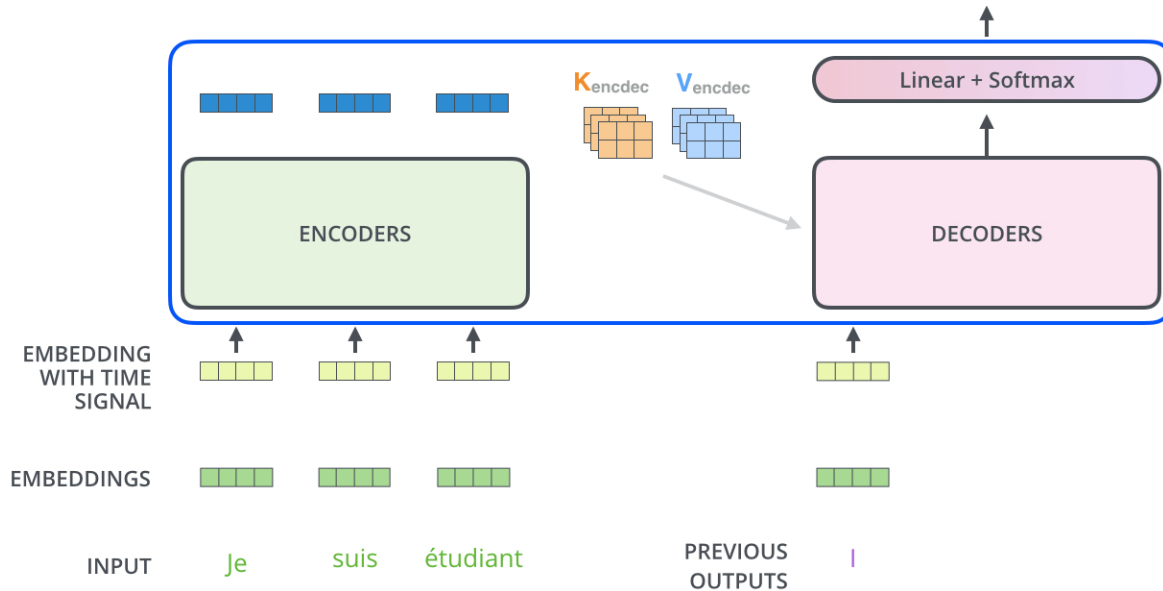 Kencdec
Vencdec
Linear + Softmax
ENCODERS
DECODERS
EMBEDDING
WITH TIME
SIGNAL
EMBEDDINGS
INPUT
Je
suis
étudiant
PREVIOUS
OUTPUTS
I